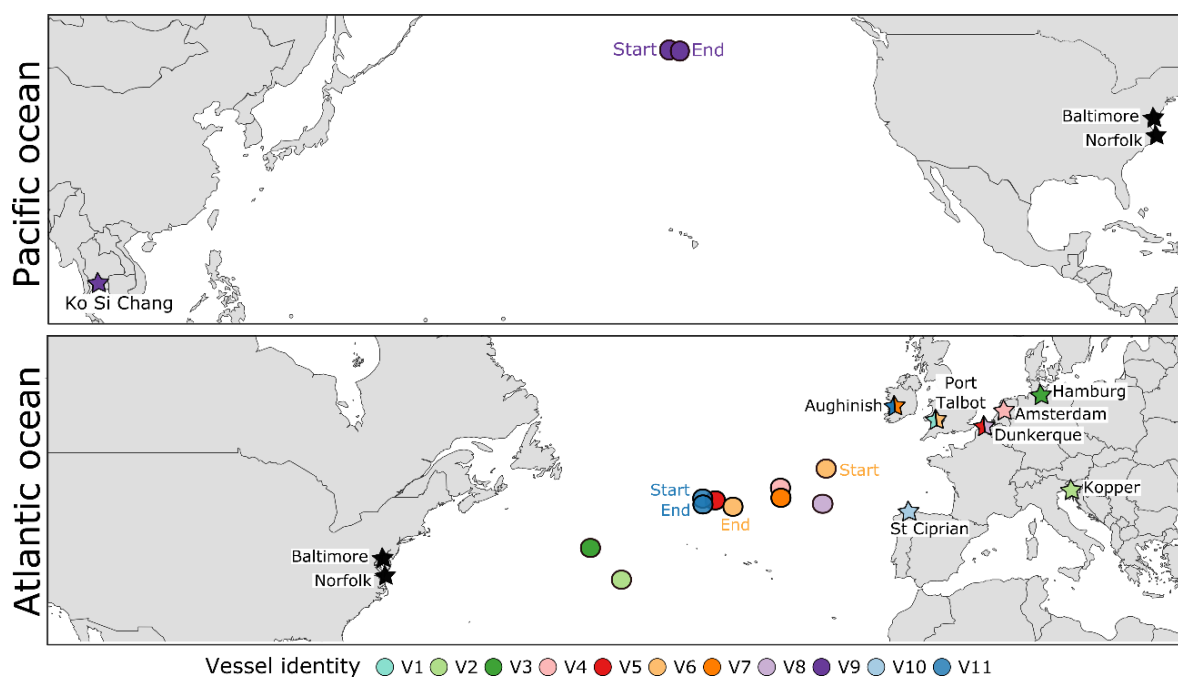 Pacific ocean
Start
End
Baltimore
Norfolk
Ko Si Chang
Atlantic ocean
Port
Talbot
Hamburg
Aughinish
Amsterdam
Dunkerque
Start
Kopper
Start
End
End
St Ciprian
Baltimore
Norfolk
Vessel identity V1 V2 V3 V4 V5 V6 V7 V8 V9 V10 V11